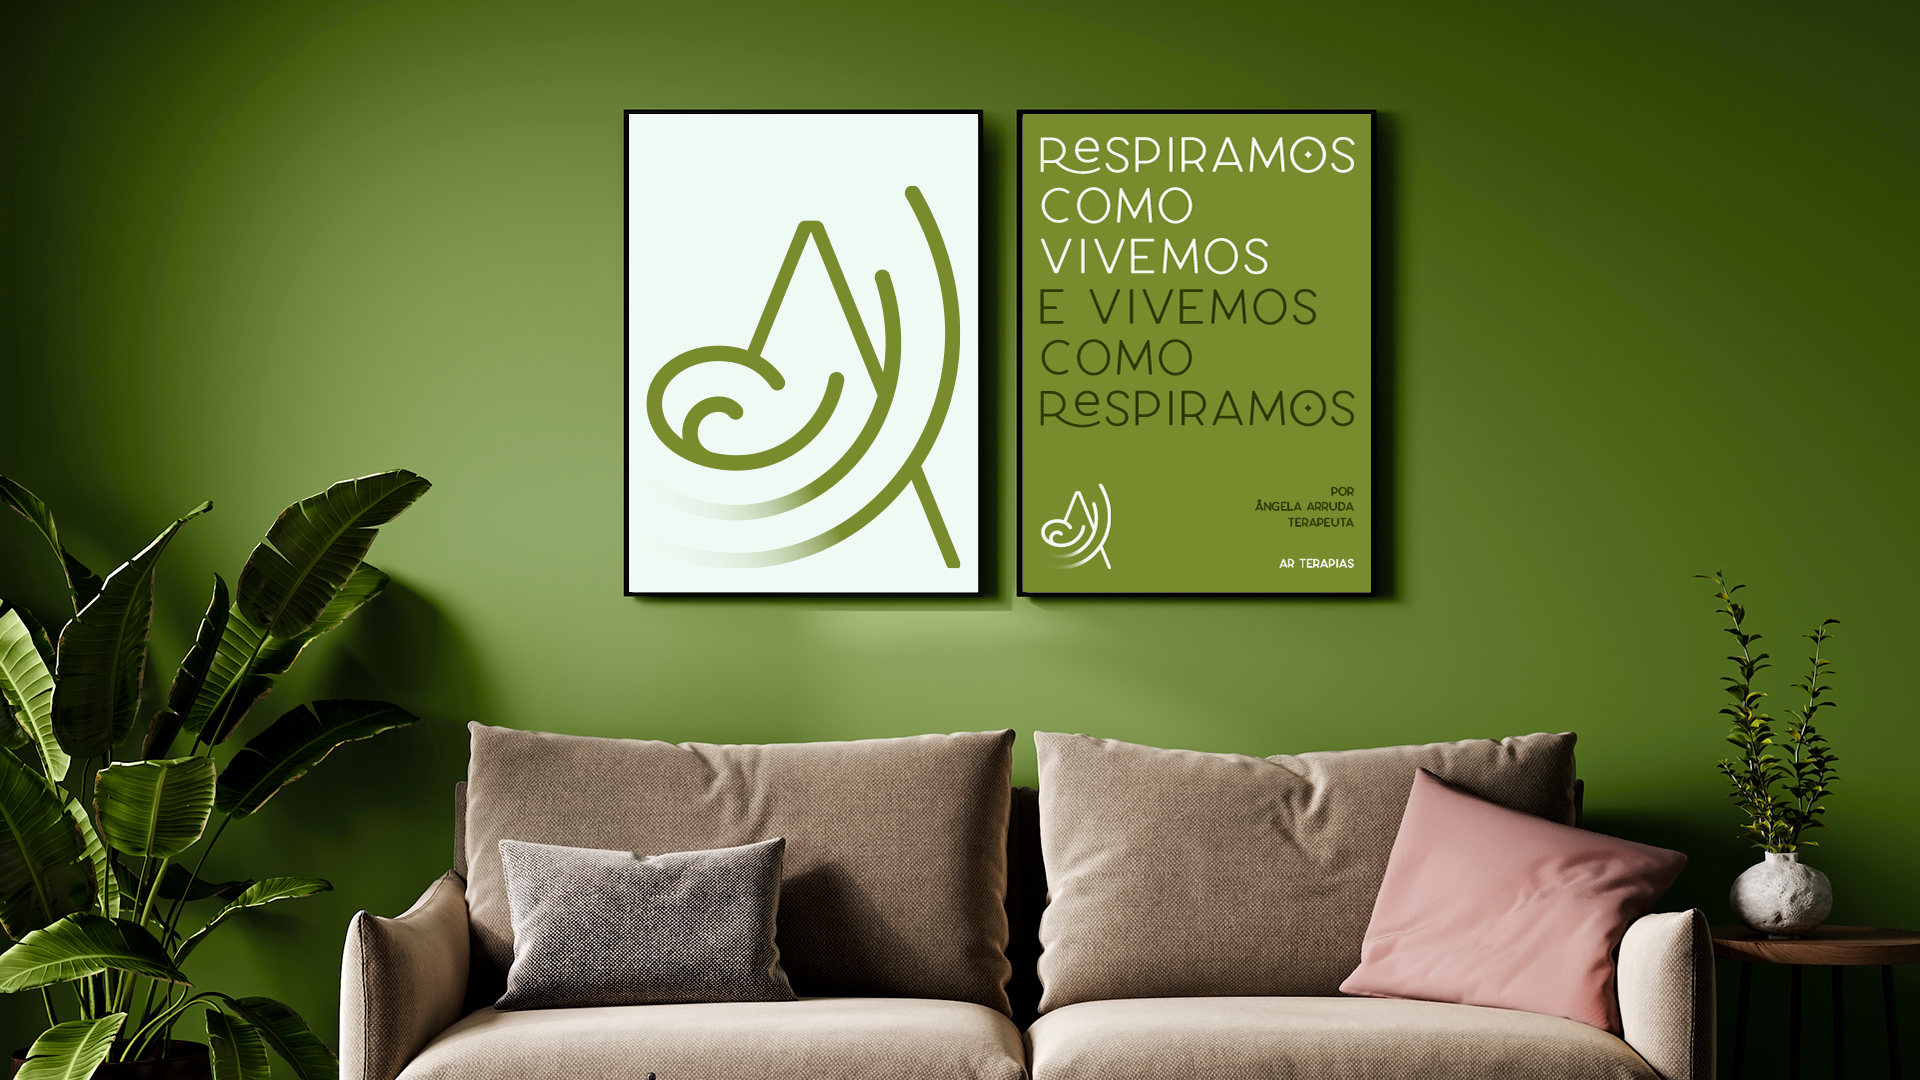 ReSPIRAMOS
COMO
VIVEMOS
E VIVEMOS
COMO
ReSPIRAMOS
POR
ÂNGELA ARRUDA
TERAPEUTA
AR TERAPIAS